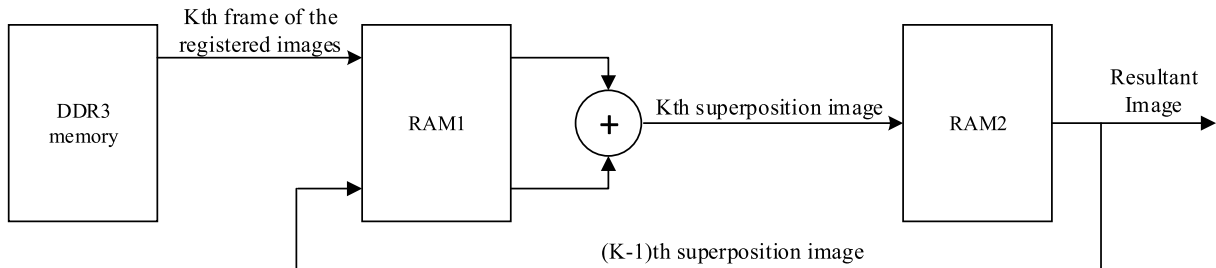 Kth frame of the
registered images
DDR3
memory
RAM1
+
Kth superposition image
RAM2
Resultant
Image
(K-1)th superposition image